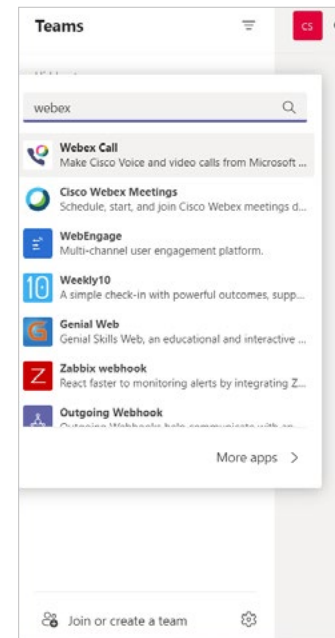 Teams
CS
webex
Webex Call
Make Cisco Voice and video calls from Microsoft ...
Cisco Webex Meetings
Schedule, start, and join Cisco Webex meetings d...
WebEngage
Multi-channel user engagement platform.
10
Weekly10
A simple check-in with powerful outcomes, supp...
Genial Web
Genial Skills Web, an educational and interactive ...
Z
Zabbix webhook
React faster to monitoring alerts by integrating Z...
Outgoing Webhook
More apps
Join or create a team